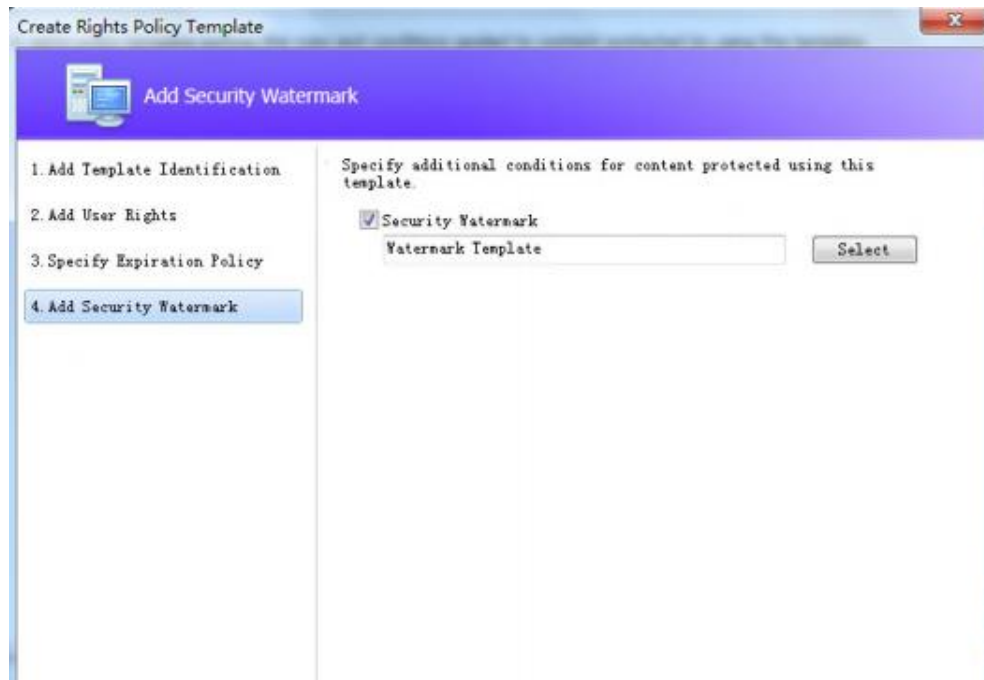 Create Rights Policy Template
Add Security Watermark
1. Add Template Identification
2. Add User Rights
3. Specify Expiration Policy
4. Add Security Watermark
Specify additional conditions for content protected using this
template.
Security Watermark
Watermark Template
Select